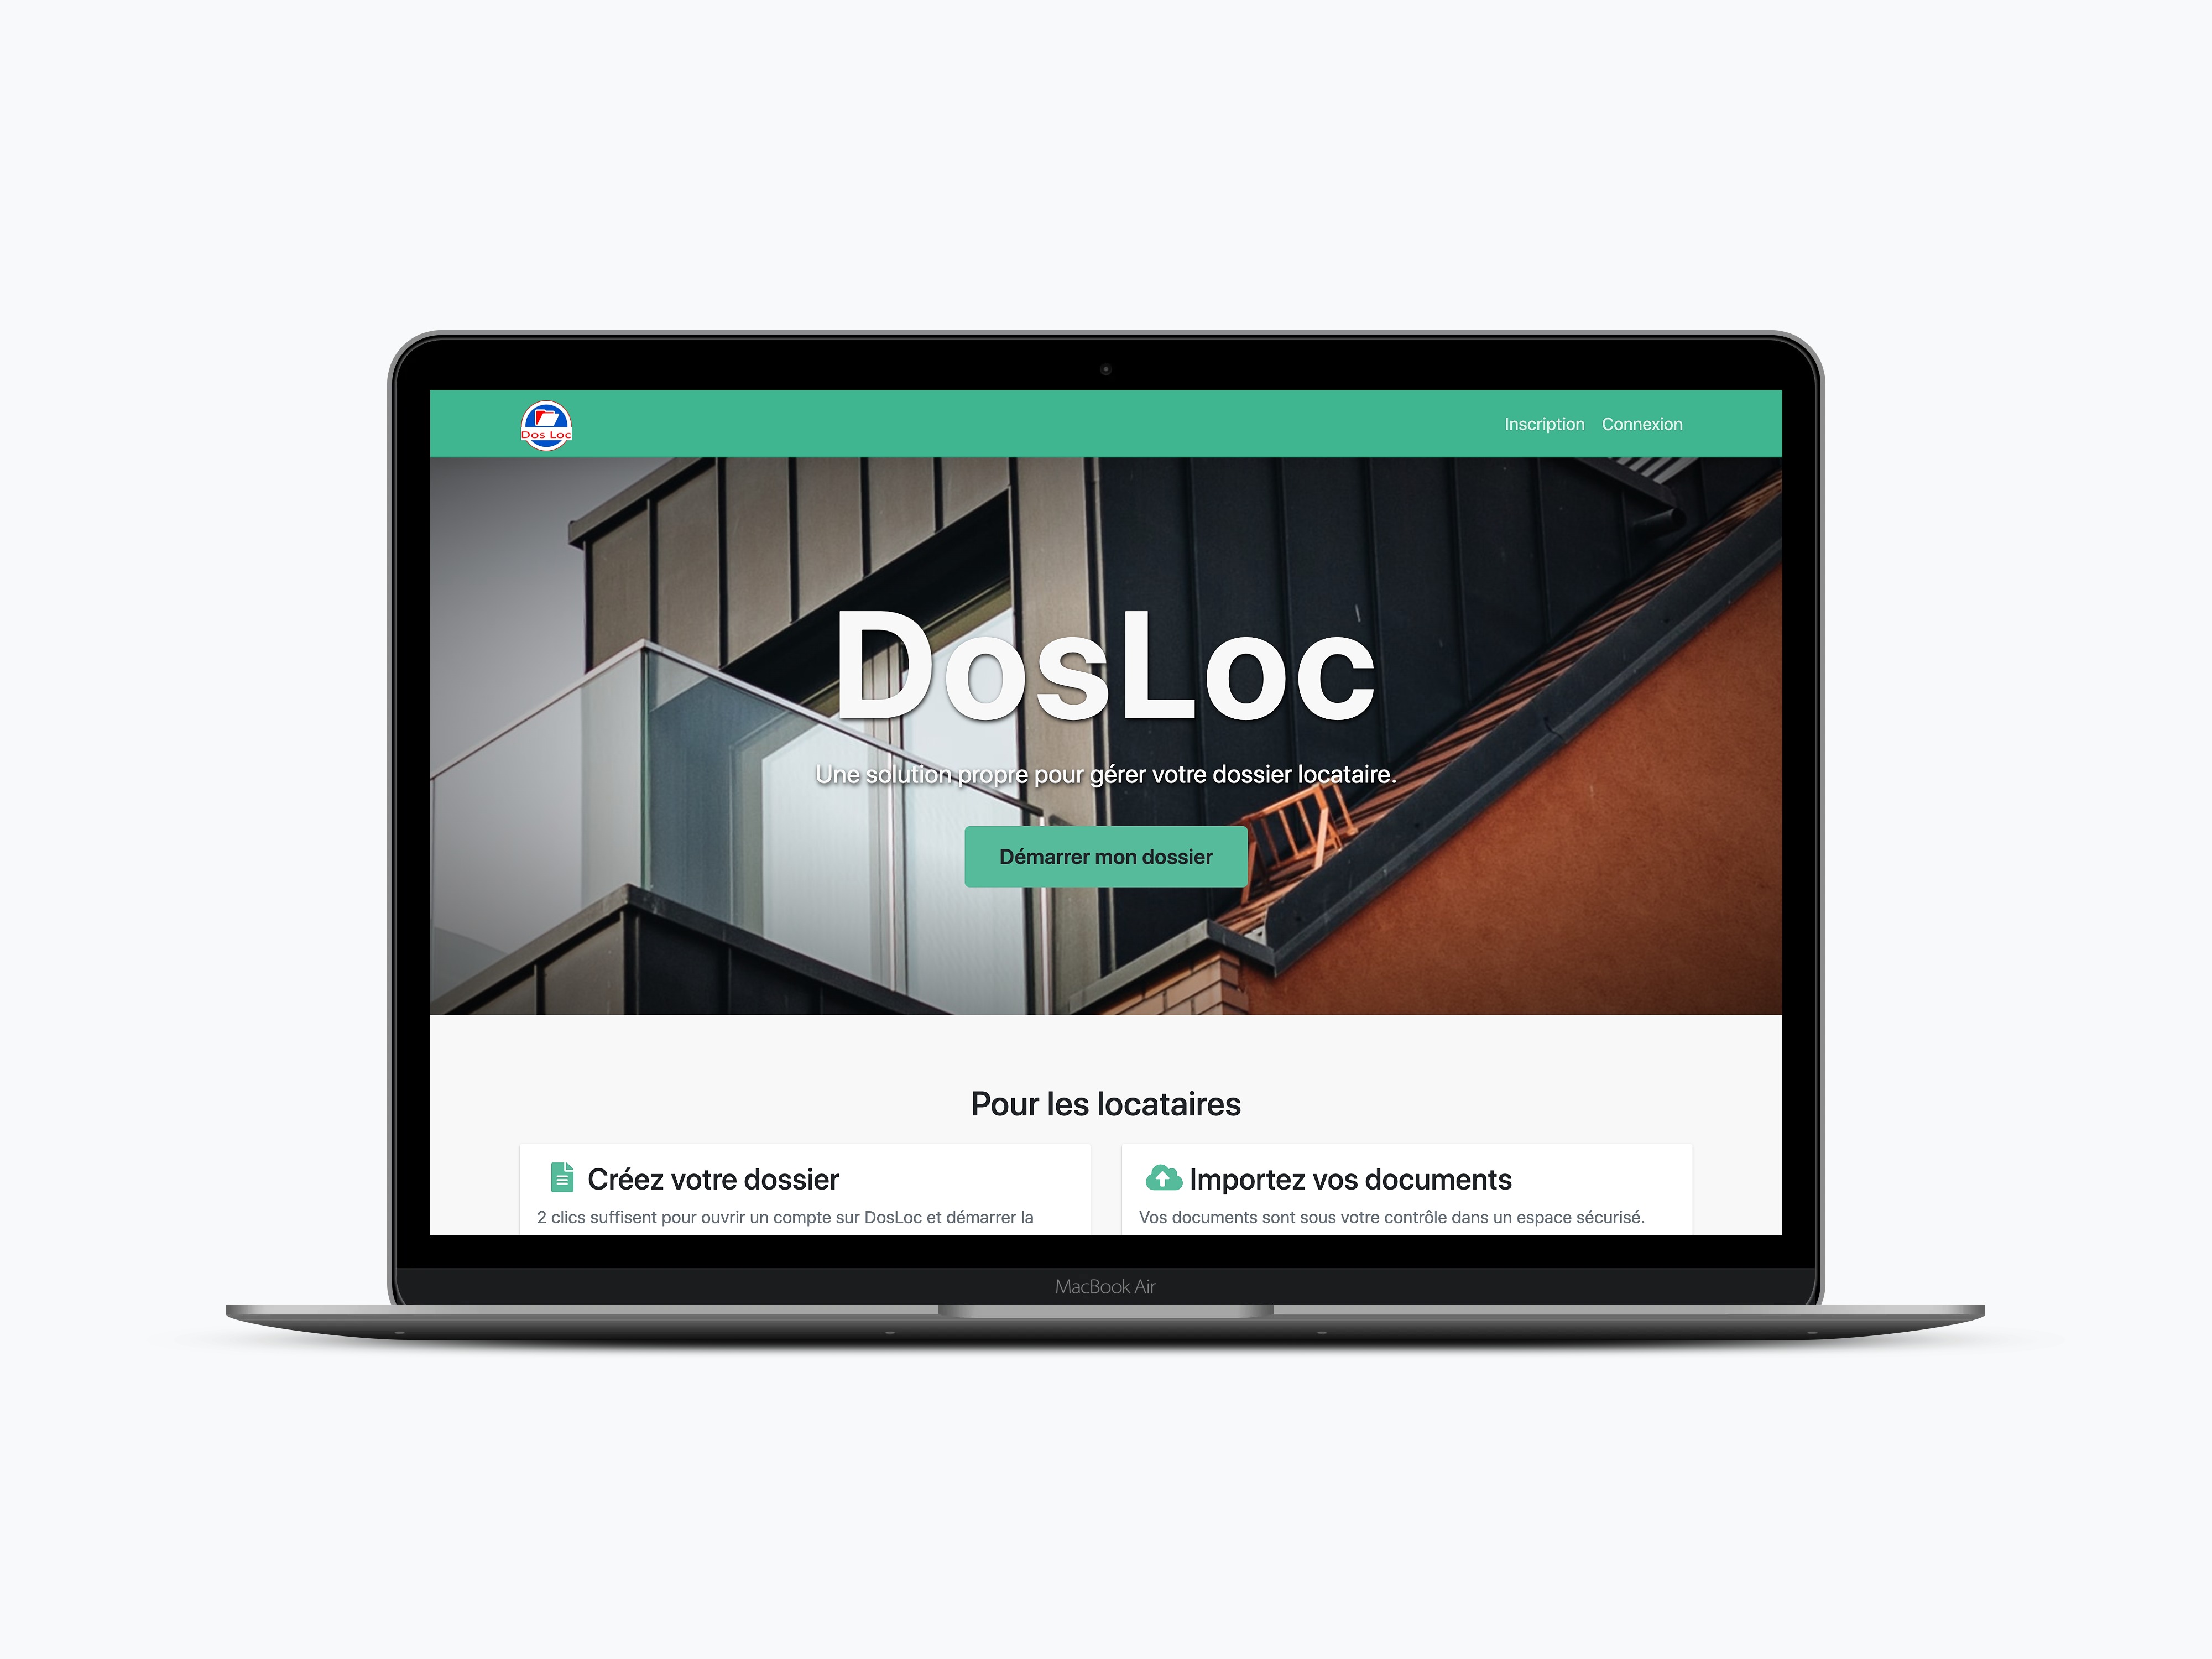 Dos Loc
Inscription Connexion
DosLoc
Une solution propre pour gérer votre dossier locataire.
Démarrer mon dossier
Pour les locataires
Créez votre dossier
2 clics suffisent pour ouvrir un compte sur DosLoc et démarrer la
Importez vos documents
Vos documents sont sous votre contrôle dans un espace sécurisé.
MacBook Air